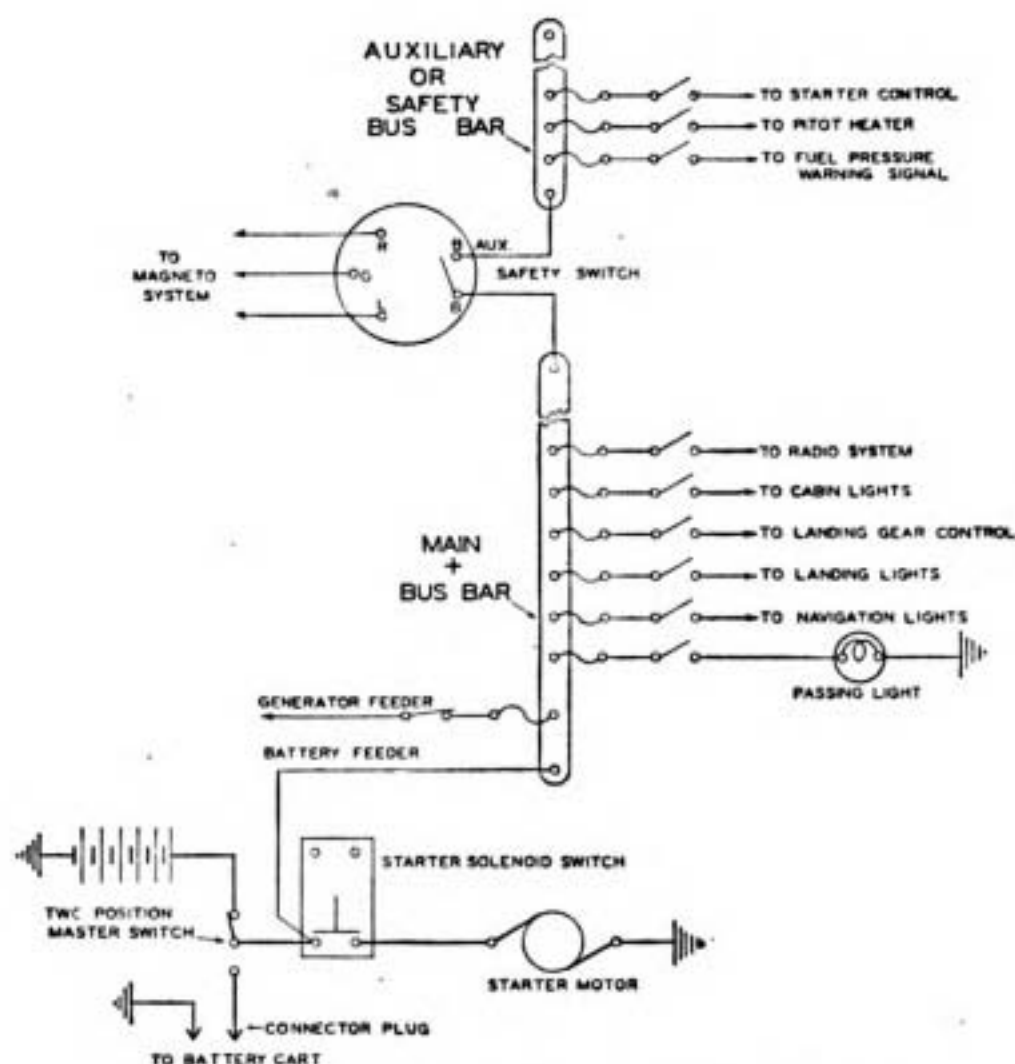 AUXILIARY
OR
SAFETY
BUS BAR
TO STARTER CONTROL
TO PITOT HEATER
TO FUEL PRESSURE
WARNING SIGNAL
R
B
AUX.
SAFETY SWITCH
TO
MAGNETO
SYSTEM
G
L
B
TO RADIO SYSTEM
TO CABIN LIGHTS
TO LANDING GEAR CONTROL
MAIN
+
BUS BAR
TO LANDING LIGHTS
TO NAVIGATION LIGHTS
PASSING LIGHT
GENERATOR FEEDER
BATTERY FEEDER
STARTER SOLENOID SWITCH
TWC POSITION
MASTER SWITCH
STARTER MOTOR
CONNECTOR PLUG
TO BATTERY CART